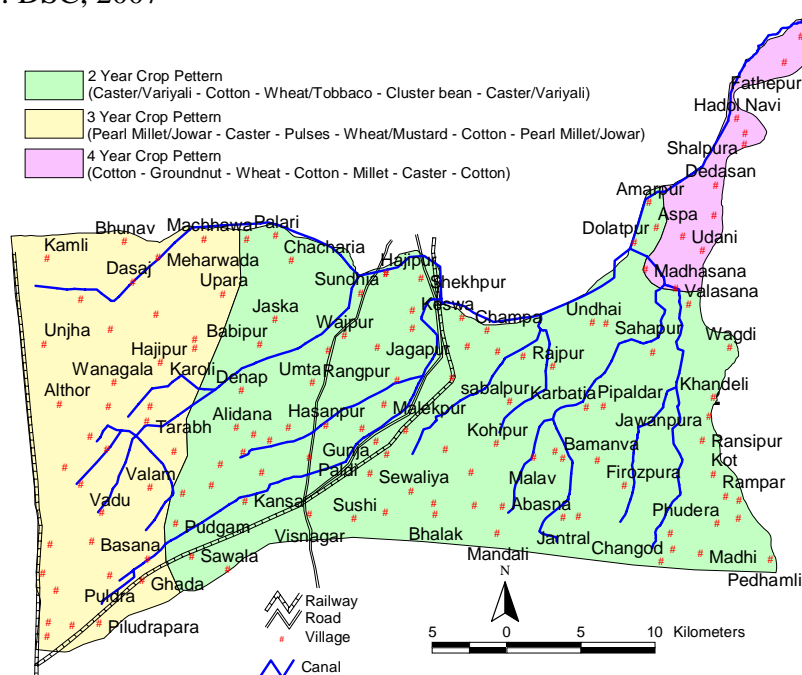 : DSC, 2007
2 Year Crop Pettern
(Caster/Variyali - Cotton - Wheat/Tobbaco - Cluster bean - Caster/Variyali)
3 Year Crop Pettern
(Pearl Millet/Jowar - Caster - Pulses - Wheat/Mustard - Cotton - Pearl Millet/Jowar)
4 Year Crop Pettern
(Cotton - Groundnut - Wheat - Cotton - Millet - Caster - Cotton)
Fathepur
Hadol Navi
Shalpura
Dedasan
Amarpur
Aspa
Dolatpur
Udani
Madhasana
Valasana
Bhunav
Machhawa
Palari
Kamli
Chacharia
Meharwada
Hajipur
Dasaj
Upara
Sundhia
Shekhpur
Keswa
Champa
Undhai
Jaska
Unjha
Babipur
Wajpur
Sahapur
Wagdi
Hajipur
Jagapur
Rajpur
Wanagala
Karoli
Denap
Umta
Rangpur
Althor
sabalpur
Karbatia
Pipaldar
Khandeli
Alidana
Hasanpur
Malekpur
Jawanpura
Tarabh
Kohipur
Bamanva
Ransipur
Gunja
Kot
Valam
Paldi
Sewaliya
Malav
Firozpura
Rampar
Vadu
Kansa
Sushi
Abasna
Phudera
Pudgam
Visnagar
Bhalak
Jantral
Basana
Sawala
Mandali
Changod
Madhi
Puldra
Ghada
Pedhamli
Piludrapara
Railway
Road
Village
Canal
N
5 0 5 10 Kilometers